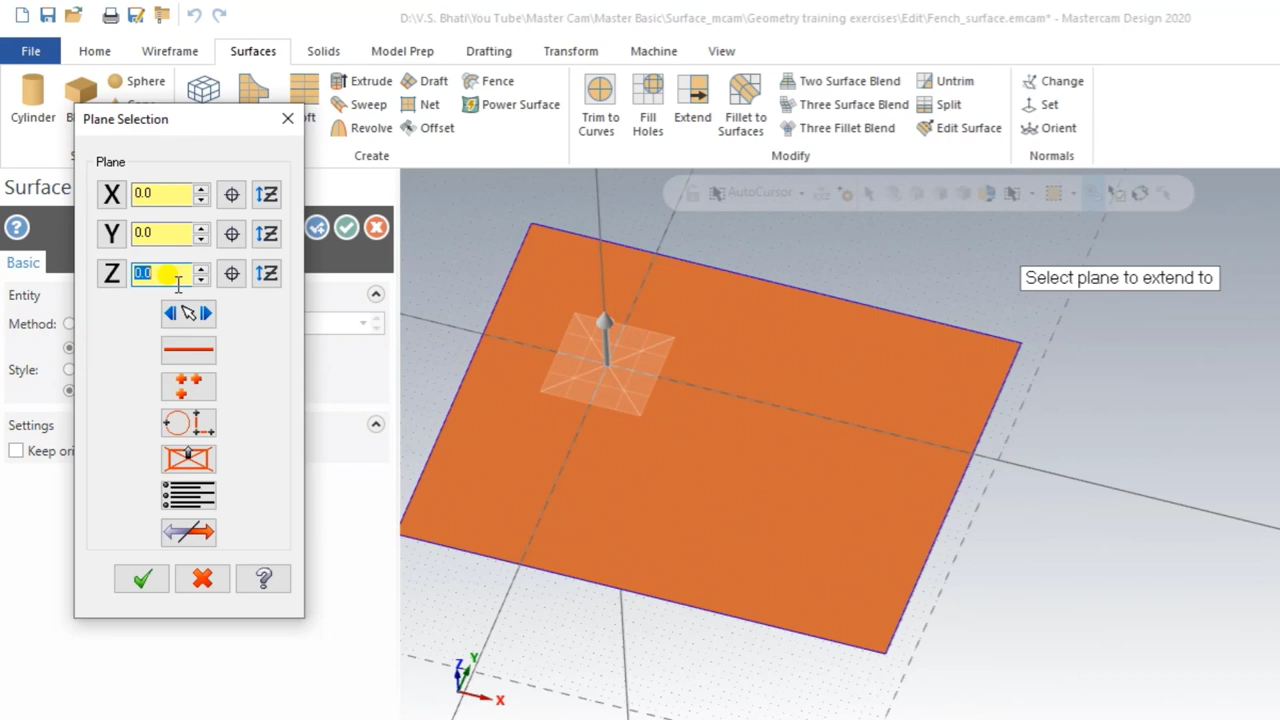 D:\V.S. Bhati\You Tube\Master Cam\Master Basic\Surface_mcam\Geometry training exercises\Edit\Fench_surface.emcam* - Mastercam Design 2020
File Home Wireframe Surfaces Solids Model Prep Drafting Transform Machine View
Sphere Extrude Draft Fence Two Surface Blend Untrim Change
Sweep Net Power Surface Three Surface Blend Split Set
Cylinder Trim to Curves Fill Holes Extend Fillet to Surfaces
Revolve Offset Three Fillet Blend Edit Surface Orient
Create Modify Normals
Plane Selection
Plane
X 0.0
Y 0.0
Z 0.0
Surface
Basic
Entity
Method:
Style:
Settings
Keep ori
AutoCursor
Select plane to extend to
Z Y
X